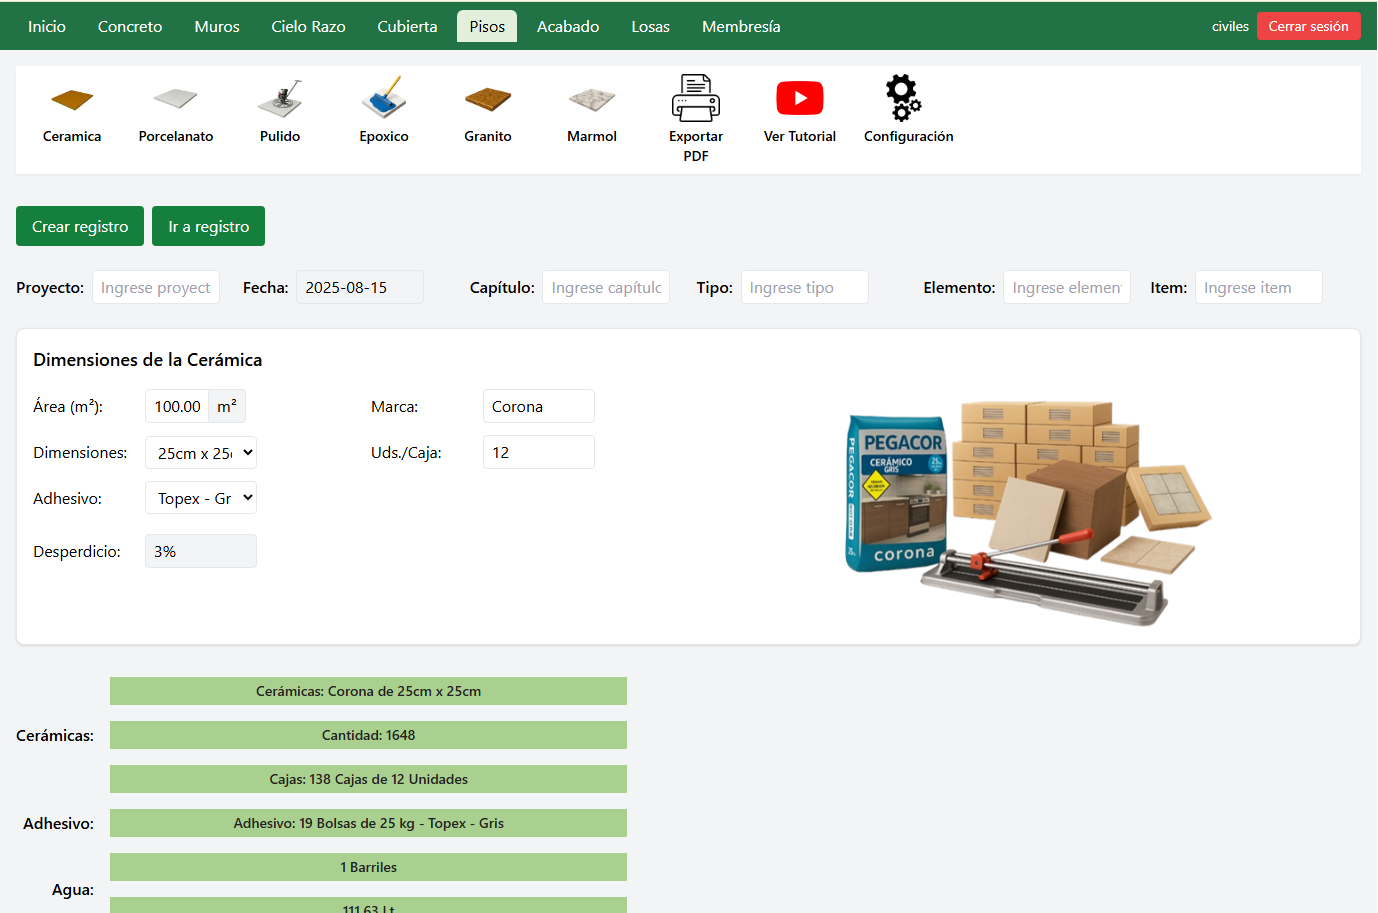 Inicio Concreto Muros Cielo Razo Cubierta Pisos Acabado Losas Membresía civiles Cerrar sesión
Ceramica Porcelanato Pulido Epoxico Granito Marmol Exportar PDF Ver Tutorial Configuración
Crear registro Ir a registro
Proyecto: Ingrese proyect Fecha: 2025-08-15 Capítulo: Ingrese capítulo Tipo: Ingrese tipo Elemento: Ingrese elemen Item: Ingrese item
Dimensiones de la Cerámica
Área (m²): 100.00 m² Marca: Corona
Dimensiones: 25cm x 25 Uds./Caja: 12
Adhesivo: Topex - Gr
Desperdicio: 3%
PEGACOR
CERÁMICO
GRIS
25
PEGACOR
corona
Cerámicas: Corona de 25cm x 25cm
Cerámicas: Cantidad: 1648
Cajas: 138 Cajas de 12 Unidades
Adhesivo: Adhesivo: 19 Bolsas de 25 kg - Topex - Gris
1 Barriles
Agua:
111.63 Lt